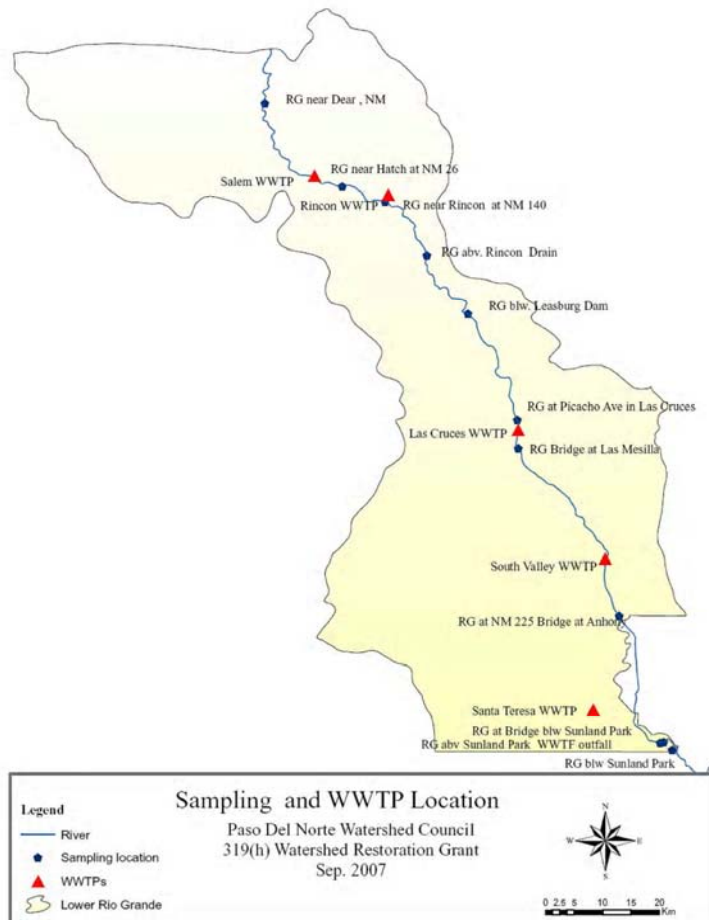 RG near Dear , NM
RG near Hatch at NM 26
Salem WWTP
Rincon WWTP
RG near Rincon at NM 140
RG abv. Rincon Drain
RG blw. Leasburg Dam
RG at Picacho Ave in Las Cruces
Las Cruces WWTP
RG Bridge at Las Mesilla
South Valley WWTP
RG at NM 225 Bridge at Anhon
Santa Teresa WWTP
RG at Bridge blw Sunland Park
RG abv Sunland Park WWTF outfall
RG blw Sunland Park
Sampling and WWTP Location
Paso Del Norte Watershed Council
319(h) Watershed Restoration Grant
Sep. 2007
Legend
River
Sampling location
WWTPs
Lower Rio Grande
N
W E
S
0 2.5 5 10 15 20
Km